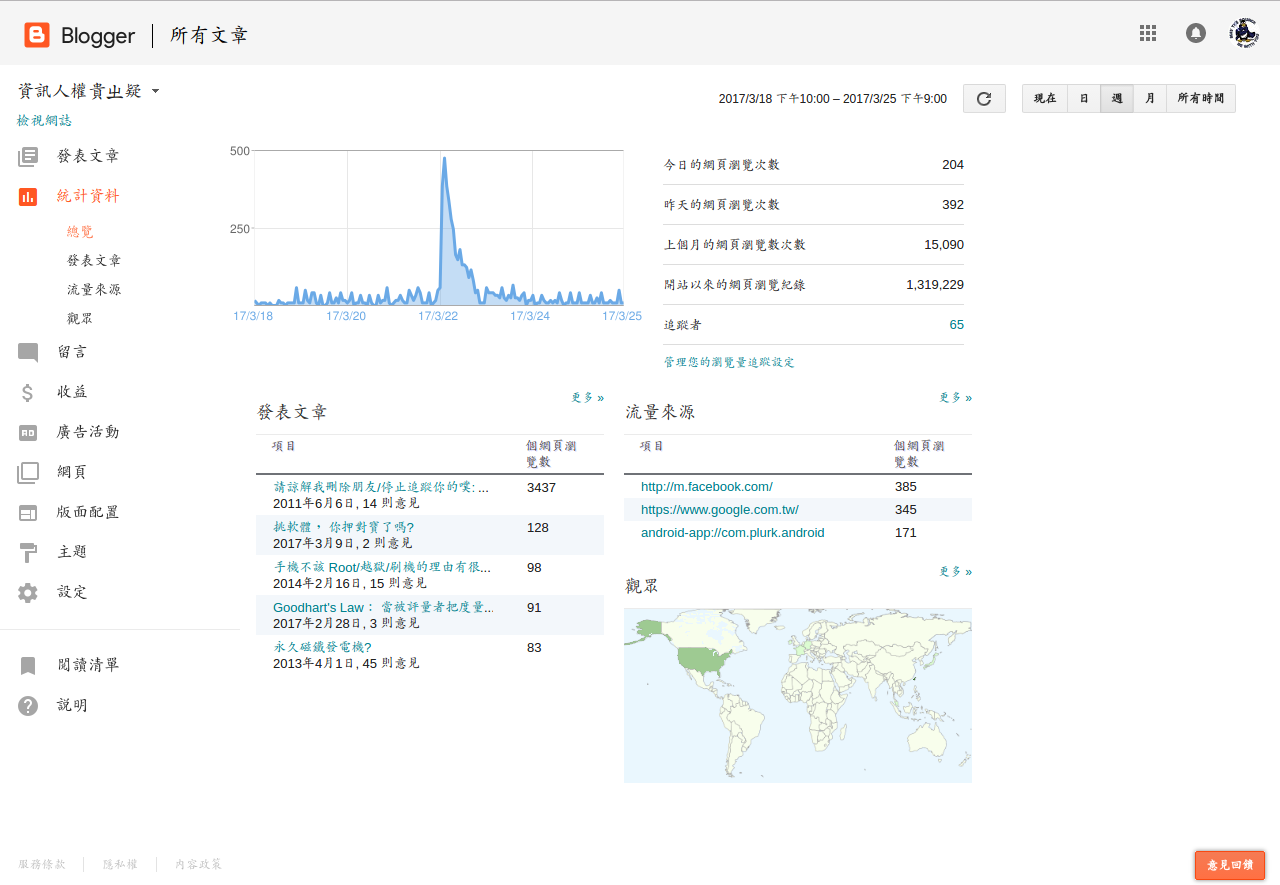 Blogger
所有文章
資訊人權貴ㄓ疑
檢視網誌
發表文章
統計資料
總覽
發表文章
流量來源
觀眾
留言
收益
廣告活動
網頁
版面配置
主題
設定
閱讀清單
說明
2017/3/18 下午10:00 – 2017/3/25 下午9:00
現在 日 週 月 所有時間
500
250
17/3/18 17/3/20 17/3/22 17/3/24 17/3/25
今日的網頁瀏覽次數 204
昨天的網頁瀏覽次數 392
上個月的網頁瀏覽數次數 15,090
開站以來的網頁瀏覽紀錄 1,319,229
追蹤者 65
管理您的瀏覽量追蹤設定
更多 »
發表文章
項目 個網頁瀏
覽數
請諒解我刪除朋友/停止追蹤你的噗: ... 3437
2011年6月6日, 14 則意見
挑軟體， 你押對寶了嗎? 128
2017年3月9日, 2 則意見
手機不該 Root/越獄/刷機的理由有很... 98
2014年2月16日, 15 則意見
Goodhart's Law： 當被評量者把度量... 91
2017年2月28日, 3 則意見
永久磁鐵發電機? 83
2013年4月1日, 45 則意見
更多 »
流量來源
項目 個網頁瀏
覽數
http://m.facebook.com/ 385
https://www.google.com.tw/ 345
android-app://com.plurk.android 171
更多 »
觀眾
服務條款 隱私權 內容政策
意見回饋